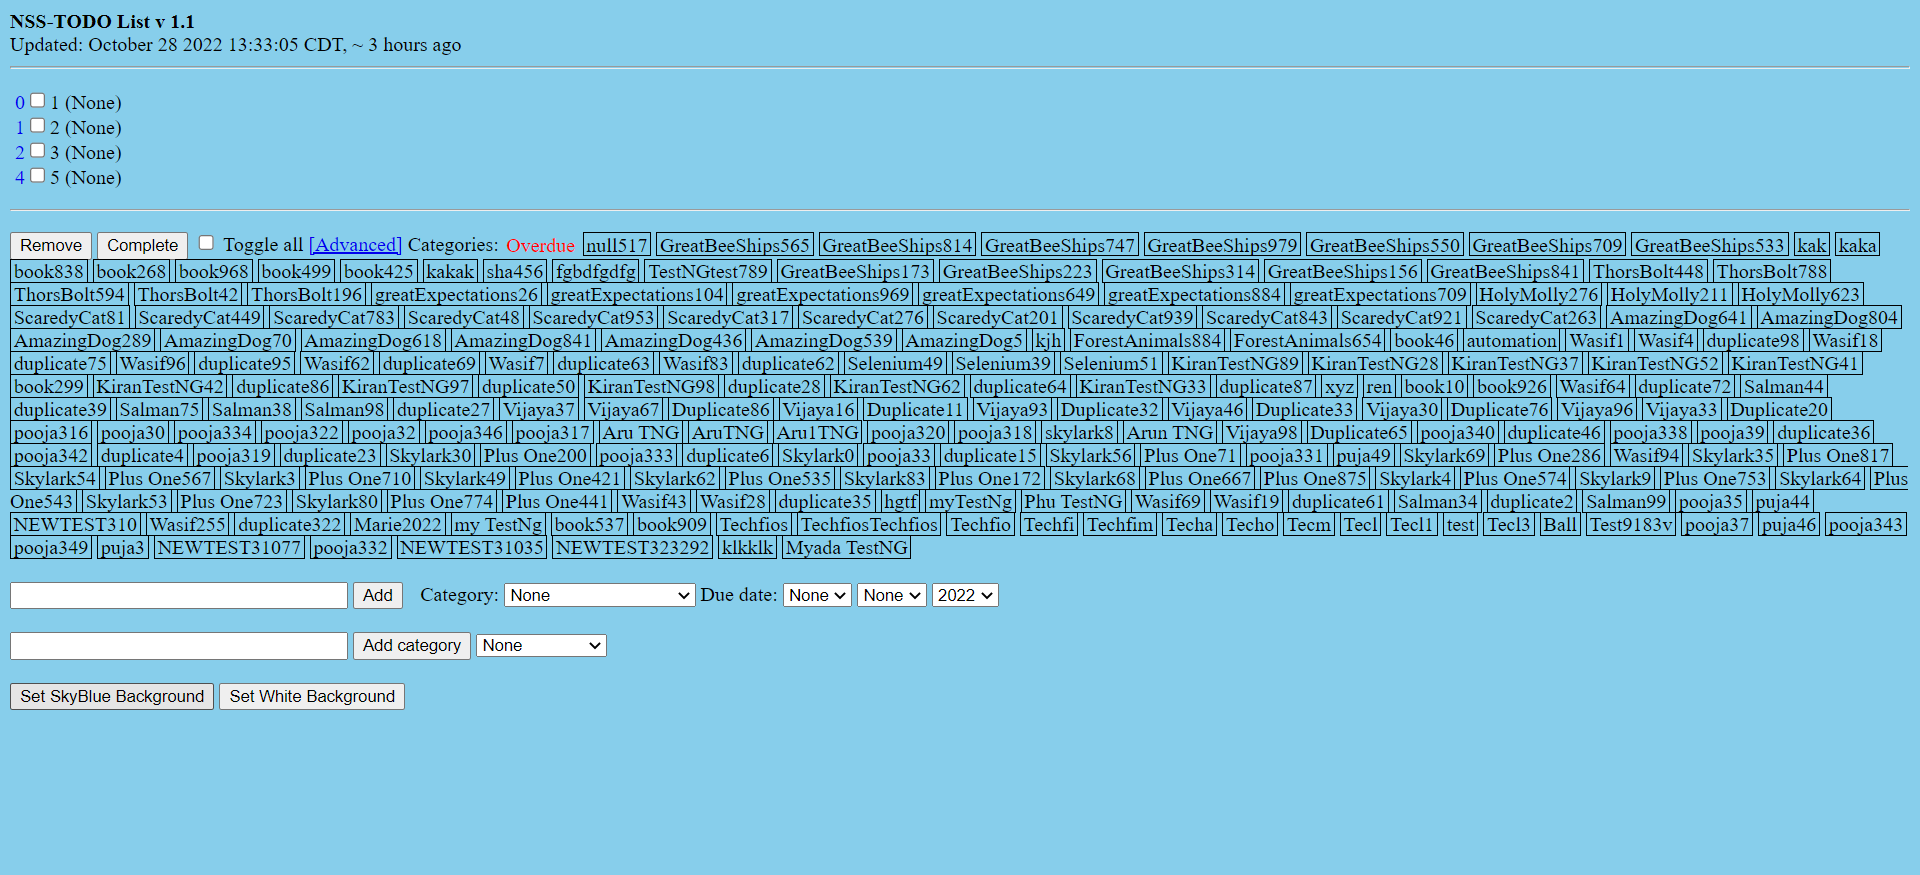 NSS-TODO List v 1.1
Updated: October 28 2022 13:33:05 CDT, ~ 3 hours ago
0 1 (None)
1 2 (None)
2 3 (None)
4 5 (None)
Remove Complete Toggle all [Advanced] Categories: Overdue null517 GreatBeeShips565 GreatBeeShips814 GreatBeeShips747 GreatBeeShips979 GreatBeeShips550 GreatBeeShips709 GreatBeeShips533 kak kaka
book838 book268 book968 book499 book425 kakak sha456 fgbdfgdfg TestNGtest789 GreatBeeShips173 GreatBeeShips223 GreatBeeShips314 GreatBeeShips156 GreatBeeShips841 ThorsBolt448 ThorsBolt788
ThorsBolt594 ThorsBolt42 ThorsBolt196 greatExpectations26 greatExpectations104 greatExpectations969 greatExpectations649 greatExpectations884 greatExpectations709 HolyMolly276 HolyMolly211 HolyMolly623
ScaredyCat81 ScaredyCat449 ScaredyCat783 ScaredyCat48 ScaredyCat953 ScaredyCat317 ScaredyCat276 ScaredyCat201 ScaredyCat939 ScaredyCat843 ScaredyCat921 ScaredyCat263 AmazingDog641 AmazingDog804
AmazingDog289 AmazingDog70 AmazingDog618 AmazingDog841 AmazingDog436 AmazingDog539 AmazingDog5 kjh ForestAnimals884 ForestAnimals654 book46 automation Wasif1 Wasif4 duplicate98 Wasif18
duplicate75 Wasif96 duplicate95 Wasif62 duplicate69 Wasif7 duplicate63 Wasif83 duplicate62 Selenium49 Selenium39 Selenium51 KiranTestNG89 KiranTestNG28 KiranTestNG37 KiranTestNG52 KiranTestNG41
book299 KiranTestNG42 duplicate86 KiranTestNG97 duplicate50 KiranTestNG98 duplicate28 KiranTestNG62 duplicate64 KiranTestNG33 duplicate87 xyz ren book10 book926 Wasif64 duplicate72 Salman44
duplicate39 Salman75 Salman38 Salman98 duplicate27 Vijaya37 Vijaya67 Duplicate86 Vijaya16 Duplicate11 Vijaya93 Duplicate32 Vijaya46 Duplicate33 Vijaya30 Duplicate76 Vijaya96 Vijaya33 Duplicate20
pooja316 pooja30 pooja334 pooja322 pooja32 pooja346 pooja317 Aru TNG AruTNG Aru1TNG pooja320 pooja318 skylark8 Arun TNG Vijaya98 Duplicate65 pooja340 duplicate46 pooja338 pooja39 duplicate36
pooja342 duplicate4 pooja319 duplicate23 Skylark30 Plus One200 pooja333 duplicate6 Skylark0 pooja33 duplicate15 Skylark56 Plus One71 pooja331 puja49 Skylark69 Plus One286 Wasif94 Skylark35 Plus One817
Skylark54 Plus One567 Skylark3 Plus One710 Skylark49 Plus One421 Skylark62 Plus One535 Skylark83 Plus One172 Skylark68 Plus One667 Plus One875 Skylark4 Plus One574 Skylark9 Plus One753 Skylark64 Plus
One543 Skylark53 Plus One723 Skylark80 Plus One774 Plus One441 Wasif43 Wasif28 duplicate35 hgtf myTestNg Phu TestNG Wasif69 Wasif19 duplicate61 Salman34 duplicate2 Salman99 pooja35 puja44
NEWTEST310 Wasif255 duplicate322 Marie2022 my TestNg book537 book909 Techfios TechfiosTechfios Techfio Techfi Techfim Techa Techo Tecm Tecl Tecl1 test Tecl3 Ball Test9183v pooja37 puja46 pooja343
pooja349 puja3 NEWTEST31077 pooja332 NEWTEST31035 NEWTEST323292 klkklk Myada TestNG
Add Category: None Due date: None None 2022
Add category None
Set SkyBlue Background Set White Background